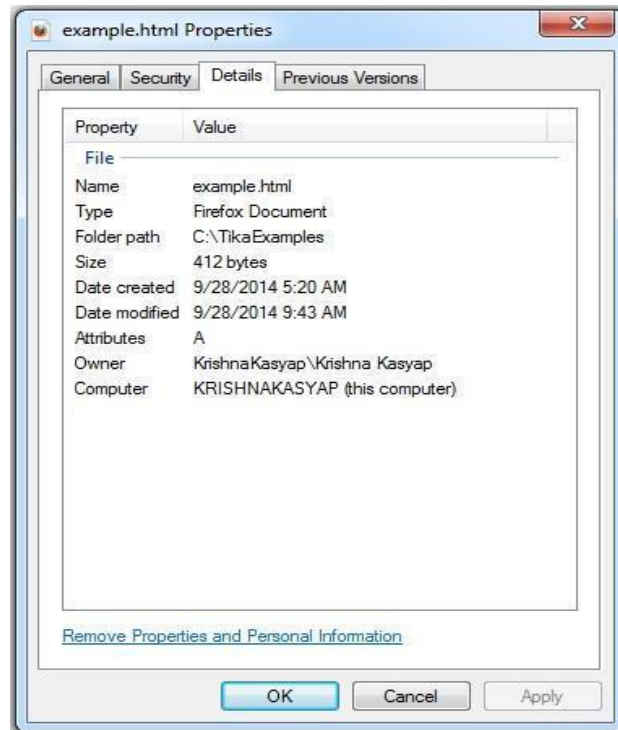 example.html Properties
General Security Details Previous Versions
Property Value
File
Name example.html
Type Firefox Document
Folder path C:\TikaExamples
Size 412 bytes
Date created 9/28/2014 5:20 AM
Date modified 9/28/2014 9:43 AM
Attributes A
Owner KrishnaKasyap\Krishna Kasyap
Computer KRISHNAKASYAP (this computer)
Remove Properties and Personal Information
OK Cancel Apply